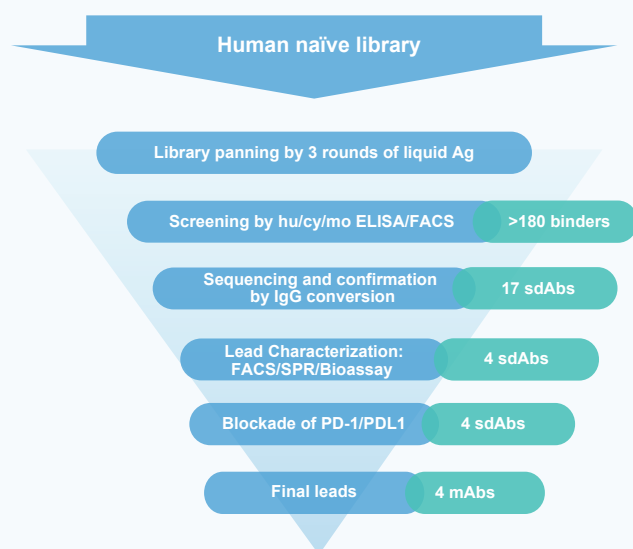 Human naïve library
Library panning by 3 rounds of liquid Ag
Screening by hu/cy/mo ELISA/FACS
>180 binders
Sequencing and confirmation
by IgG conversion
17 sdAbs
Lead Characterization:
FACS/SPR/Bioassay
4 sdAbs
Blockade of PD-1/PDL1
4 sdAbs
Final leads
4 mAbs